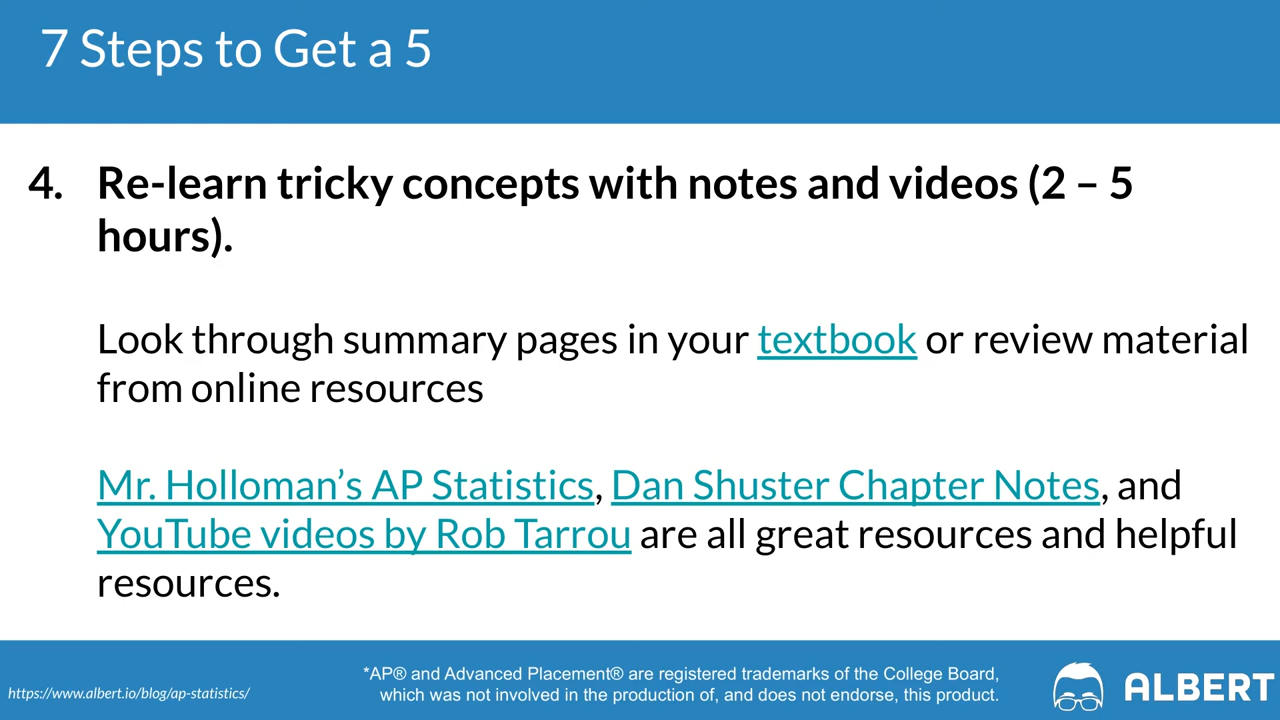 7 Steps to Get a 5
4. Re-learn tricky concepts with notes and videos (2 – 5
hours).
Look through summary pages in your textbook or review material
from online resources
Mr. Holloman’s AP Statistics, Dan Shuster Chapter Notes, and
YouTube videos by Rob Tarrou are all great resources and helpful
resources.
https://www.albert.io/blog/ap-statistics/
*AP® and Advanced Placement® are registered trademarks of the College Board,
which was not involved in the production of, and does not endorse, this product.
ALBERT